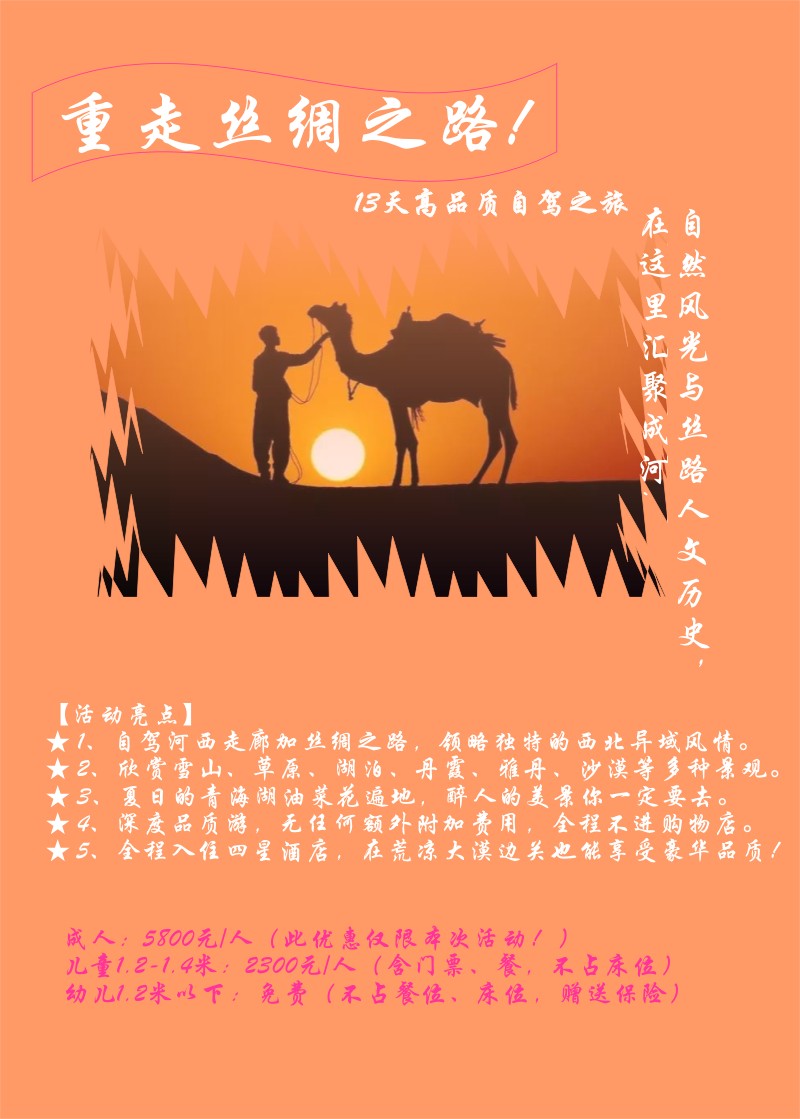 重走丝绸之路！
13天高品质自驾之旅
自然风光与丝路人文历史，
在这里汇聚成河`
【活动亮点】
★1、自驾河西走廊加丝绸之路，领略独特的西北异域风情。
★2、欣赏雪山、草原、湖泊、丹霞、雅丹、沙漠等多种景观。
★3、夏日的青海湖油菜花遍地，醉人的美景你一定要去。
★4、深度品质游，无任何额外附加费用，全程不进购物店。
★5、全程入住四星酒店，在荒凉大漠边关也能享受豪华品质！
成人：5800元/人（此优惠仅限本次活动！）
儿童1.2-1.4米：2300元/人（含门票、餐，不占床位）
幼儿1.2米以下：免费（不占餐位、床位，赠送保险）